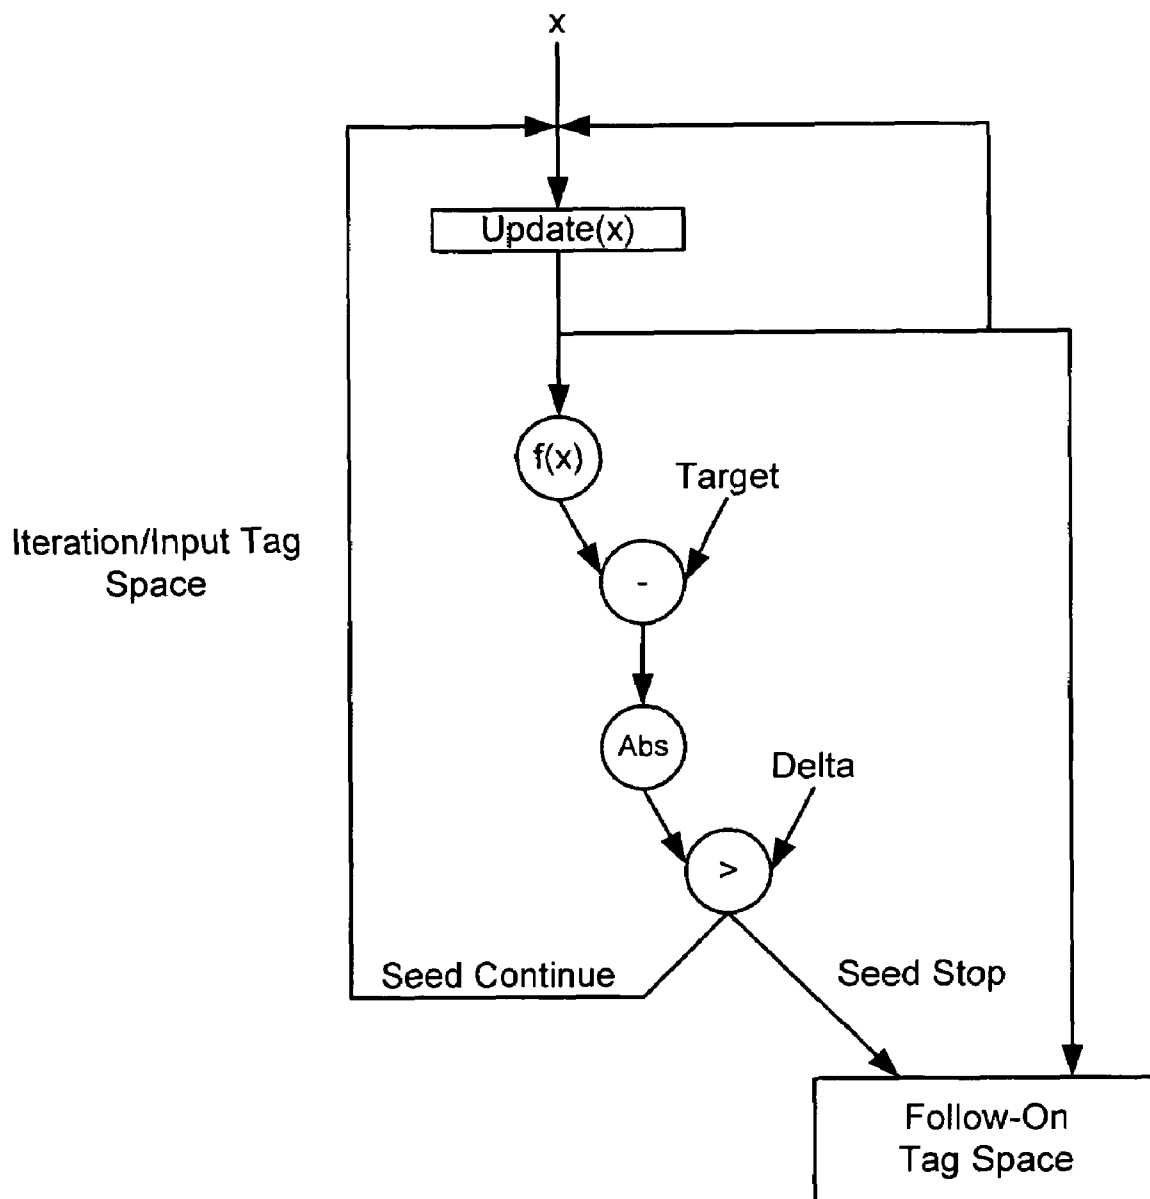 x
Update(x)
f(x)
Target
Iteration/Input Tag
Space
-
Abs
Delta
>
Seed Continue
Seed Stop
Follow-On
Tag Space